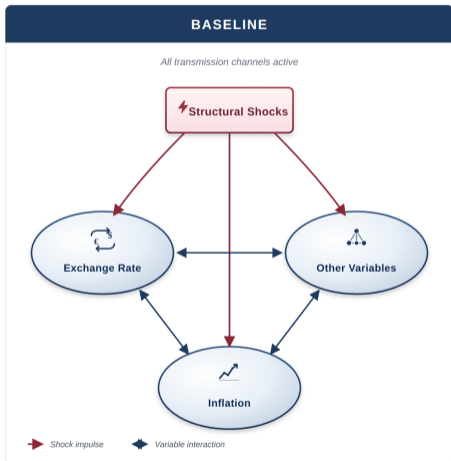 BASELINE
All transmission channels active
Structural Shocks
€ $
Exchange Rate
Other Variables
Inflation
Shock impulse
Variable interaction